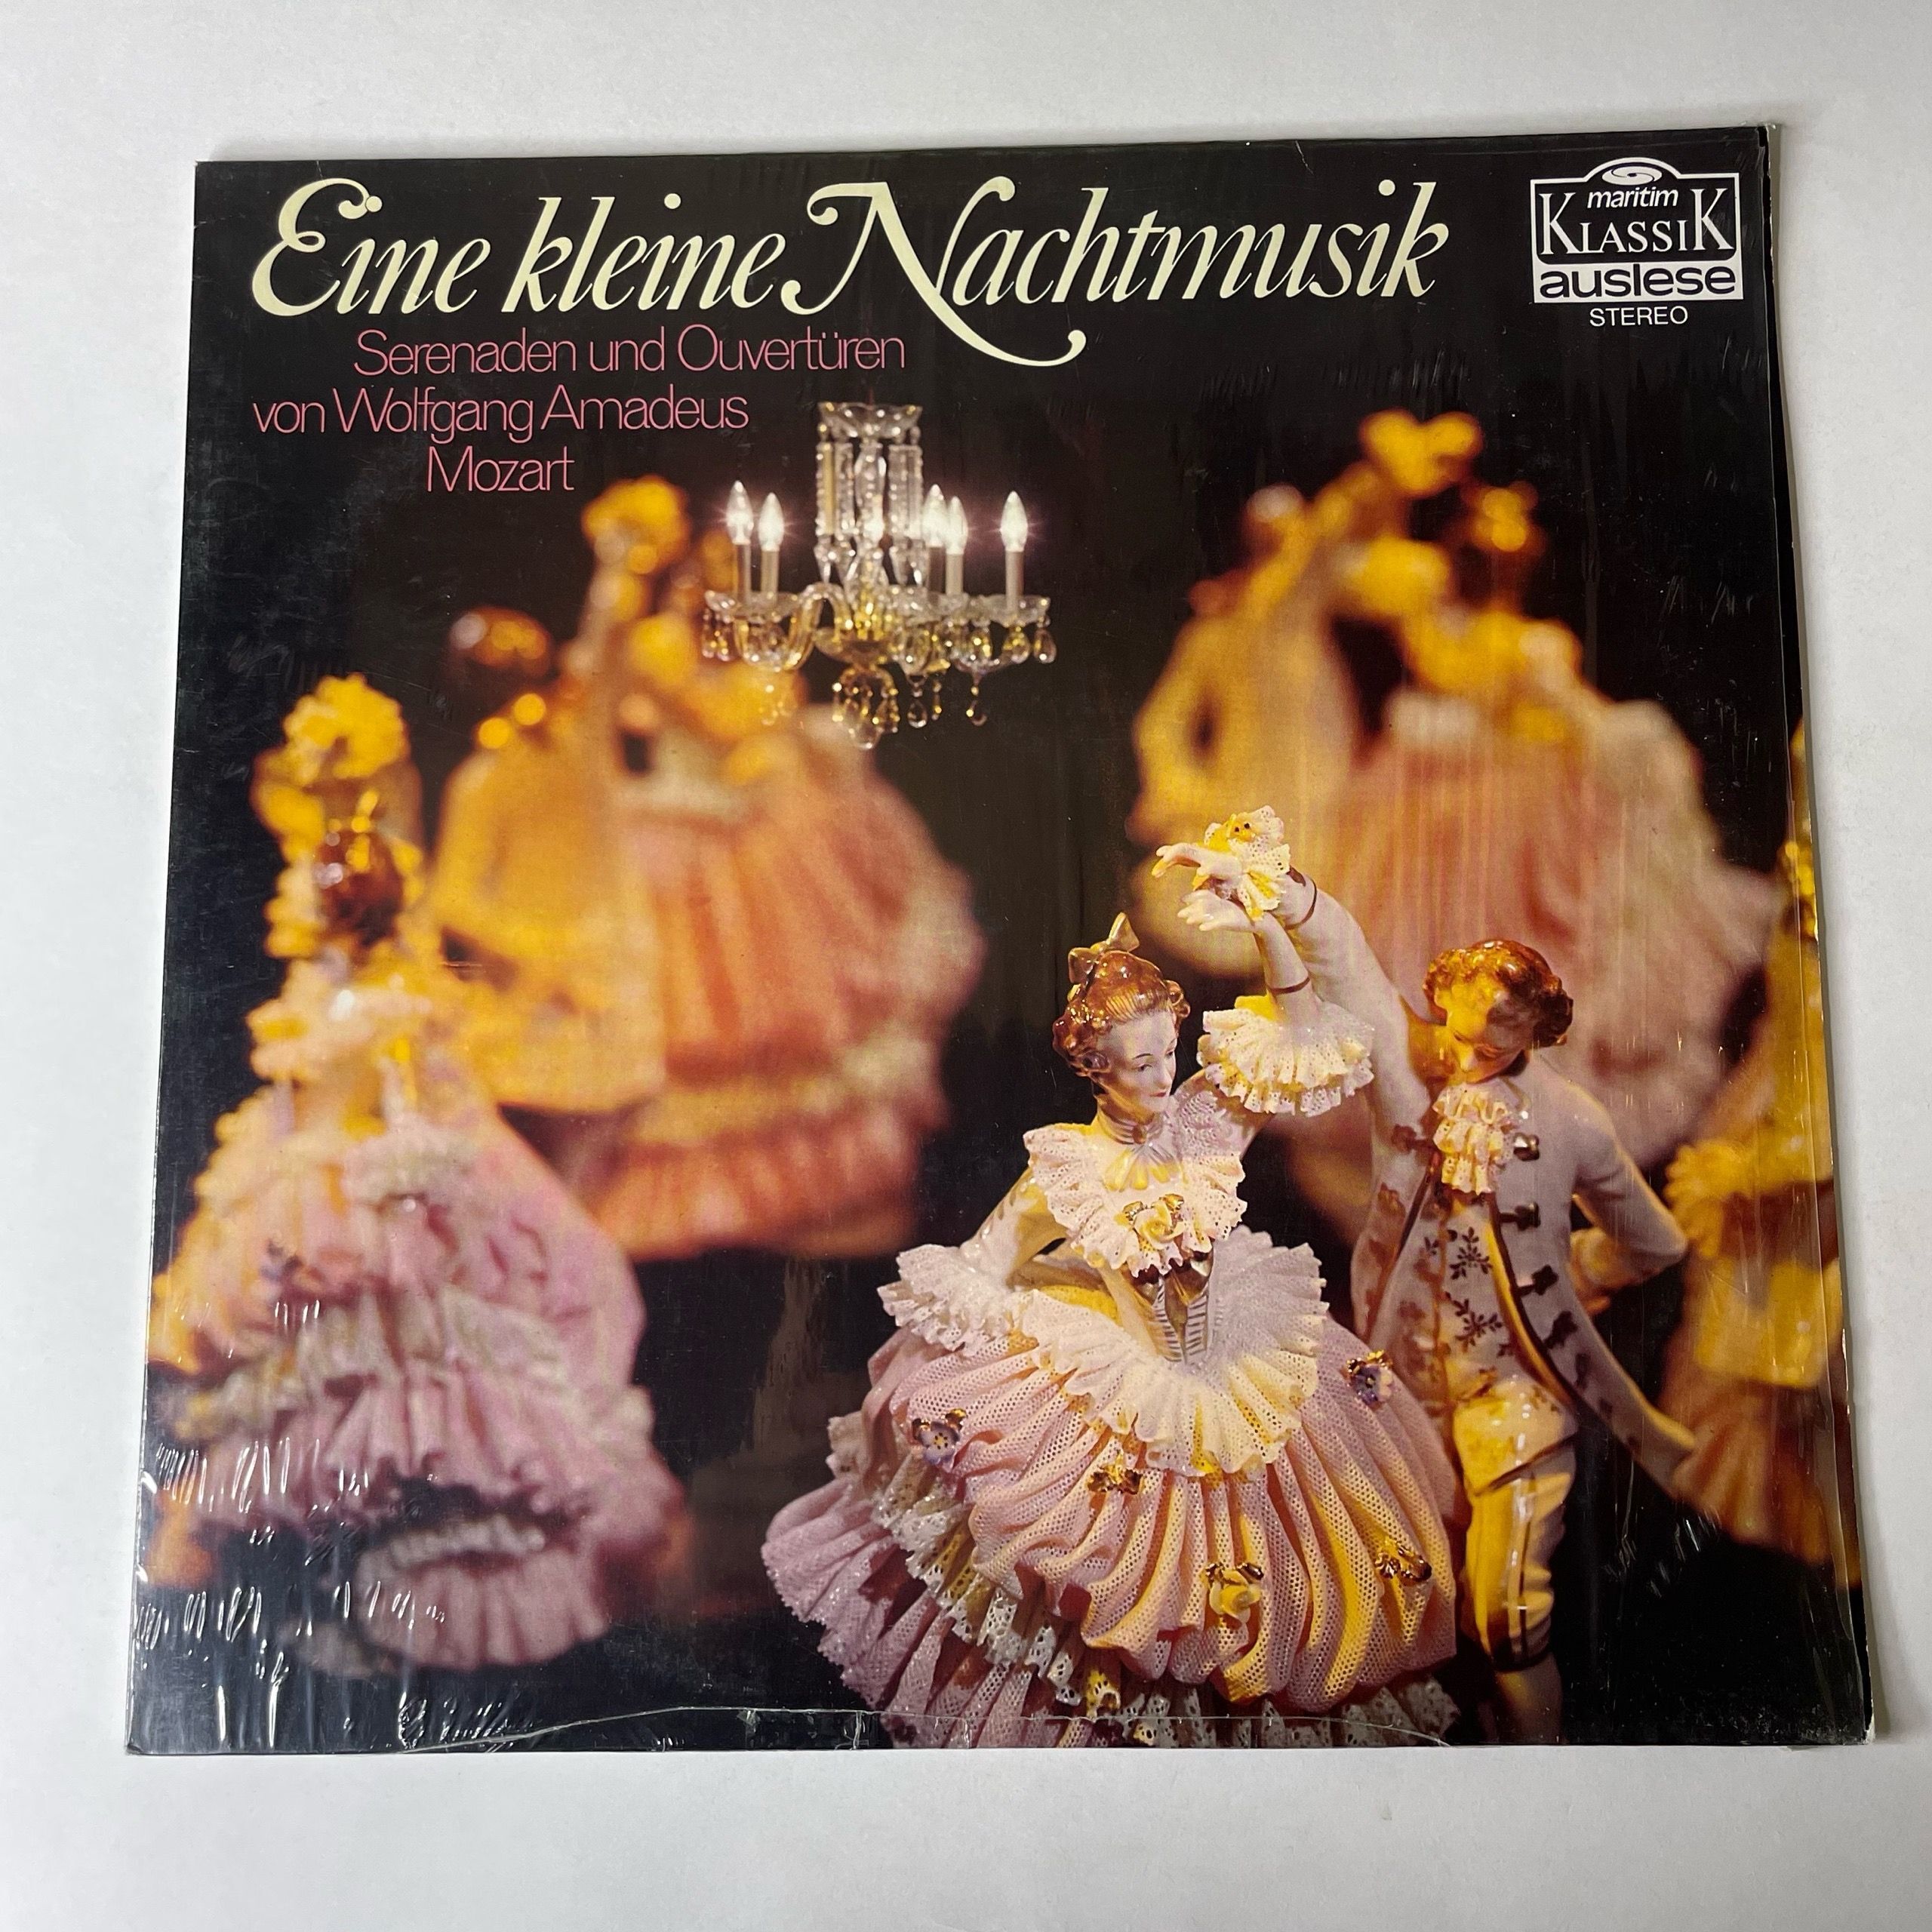 Eine kleine Nachtmusik
Serenaden und Ouvertüren
von Wolfgang Amadeus
Mozart
maritim
KLASSIK
auslese
STEREO